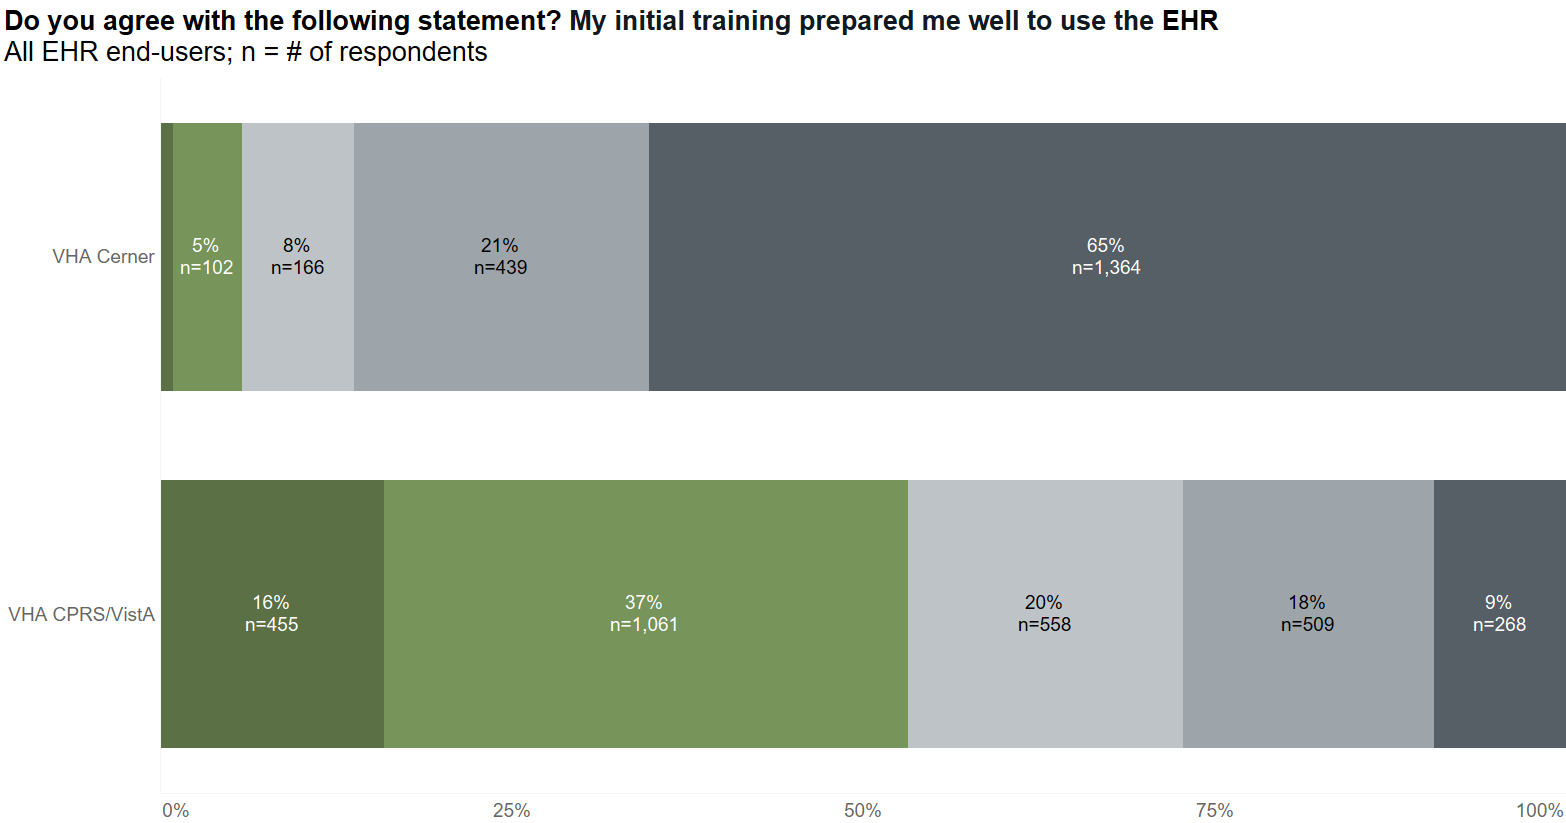 Do you agree with the following statement? My initial training prepared me well to use the EHR
All EHR end-users; n = # of respondents
VHA Cerner
5%
n=102
8%
n=166
21%
n=439
65%
n=1,364
VHA CPRS/VistA
16%
n=455
37%
n=1,061
20%
n=558
18%
n=509
9%
n=268
0%
25%
50%
75%
100%